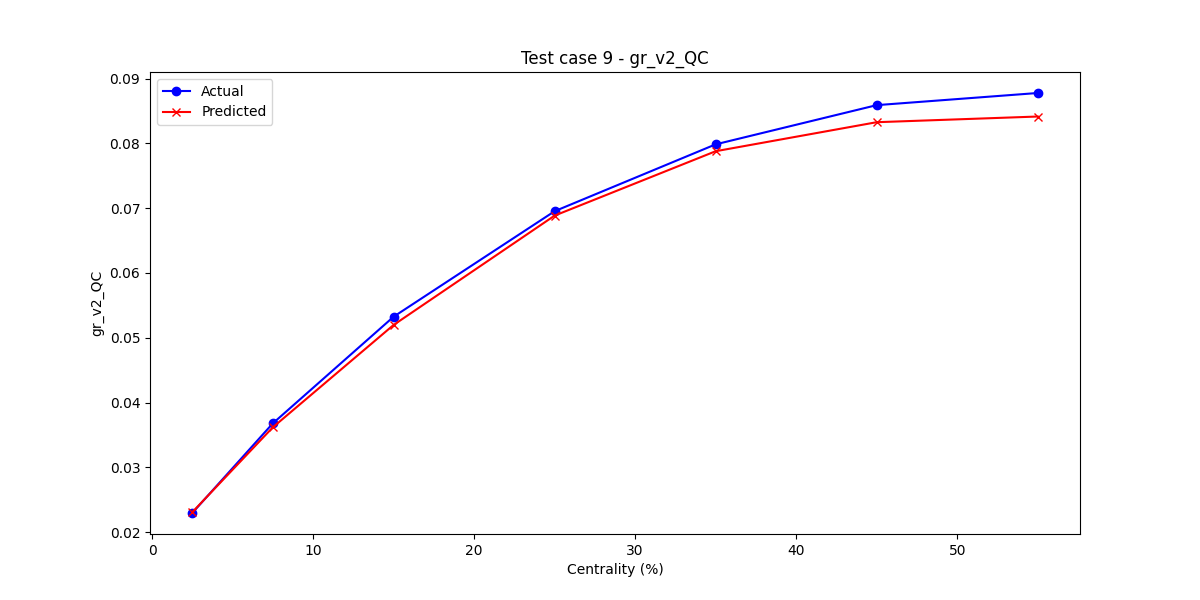 Test case 9 - gr_v2_QC
Actual
Predicted
0.09
0.08
0.07
0.06
0.05
0.04
0.03
0.02
gr_v2_QC
0 10 20 30 40 50
Centrality (%)